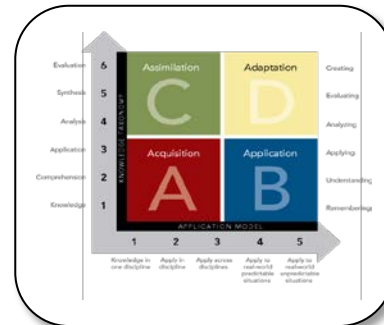 Evaluation 6 Assimilation Adaptation Creating
Synthesis 5 C D Evaluating
Analysis 4 Analyzing
Application 3 Acquisition Application Applying
Comprehension 2 A B Understanding
Knowledge 1 Remembering
KNOWLEDGE TAXONOMY
APPLICATION MODEL
1 2 3 4 5
Knowledge in one discipline
Apply in discipline
Apply across disciplines
Apply to real-world predictable situations
Apply to real-world unpredictable situations